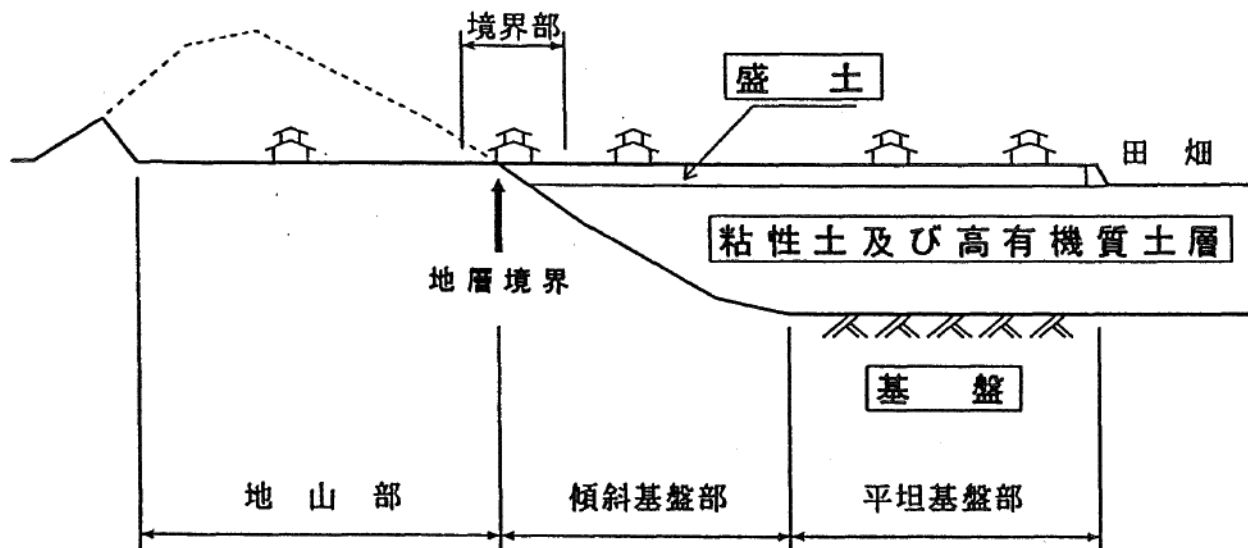 境界部
盛土
田畑
粘性土及び高有機質土層
地層境界
基盤
地山部
傾斜基盤部
平坦基盤部